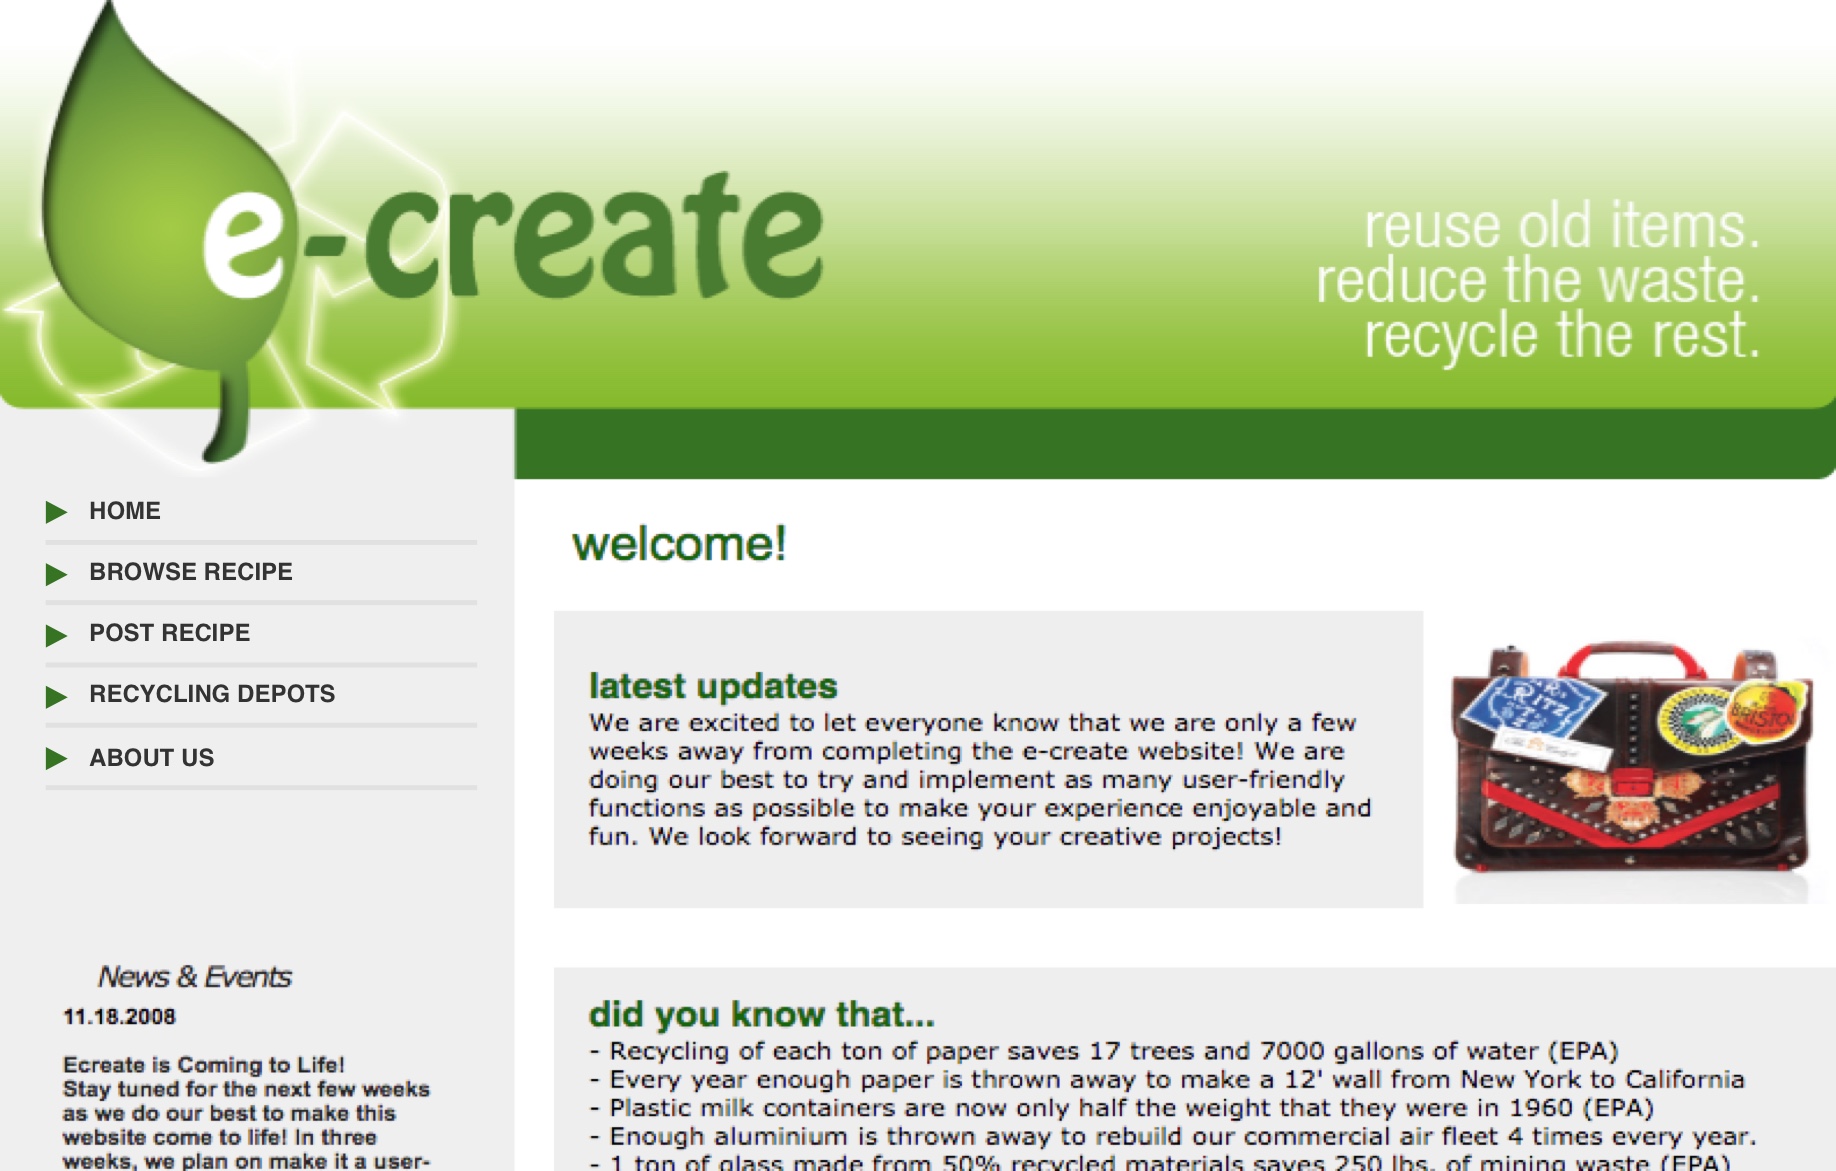 e-create
reuse old items.
reduce the waste.
recycle the rest.
HOME
BROWSE RECIPE
POST RECIPE
RECYCLING DEPOTS
ABOUT US
News & Events
11.18.2008
Ecreate is Coming to Life!
Stay tuned for the next few weeks
as we do our best to make this
website come to life! In three
weeks, we plan on make it a user-
welcome!
latest updates
We are excited to let everyone know that we are only a few
weeks away from completing the e-create website! We are
doing our best to try and implement as many user-friendly
functions as possible to make your experience enjoyable and
fun. We look forward to seeing your creative projects!
RITZ
BRISTOL
did you know that...
- Recycling of each ton of paper saves 17 trees and 7000 gallons of water (EPA)
- Every year enough paper is thrown away to make a 12' wall from New York to California
- Plastic milk containers are now only half the weight that they were in 1960 (EPA)
- Enough aluminium is thrown away to rebuild our commercial air fleet 4 times every year.
- 1 ton of glass made from 50% recycled materials saves 250 lbs. of mining waste (EPA)